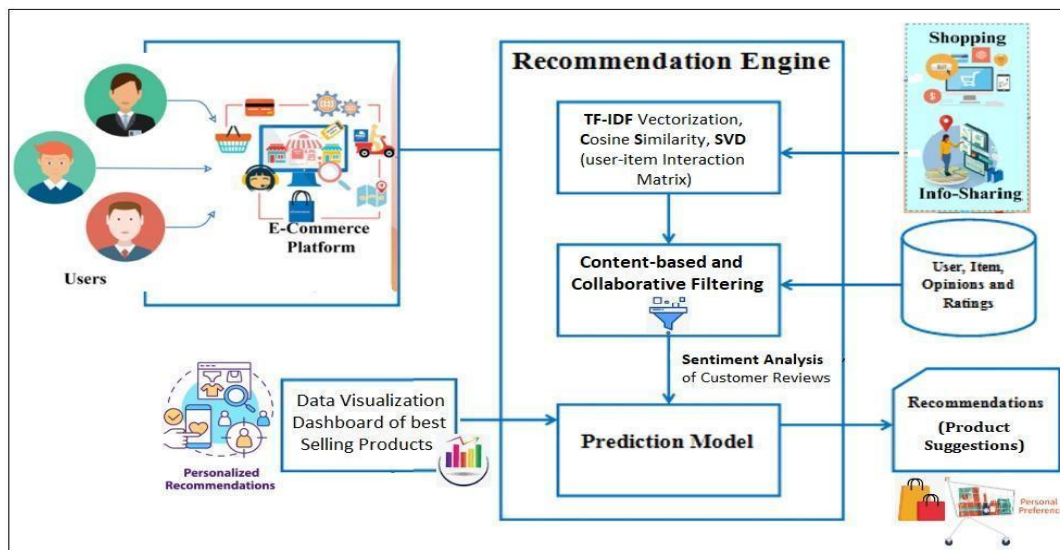 Users
E-Commerce
Platform
Recommendation Engine
TF-IDF Vectorization,
Cosine Similarity, SVD
(user-item Interaction
Matrix)
Content-based and
Collaborative Filtering
Sentiment Analysis
of Customer Reviews
Prediction Model
Shopping
Info-Sharing
User, Item,
Opinions and
Ratings
Personalized
Recommendations
Data Visualization
Dashboard of best
Selling Products
Recommendations
(Product
Suggestions)
Personal
Preferenc